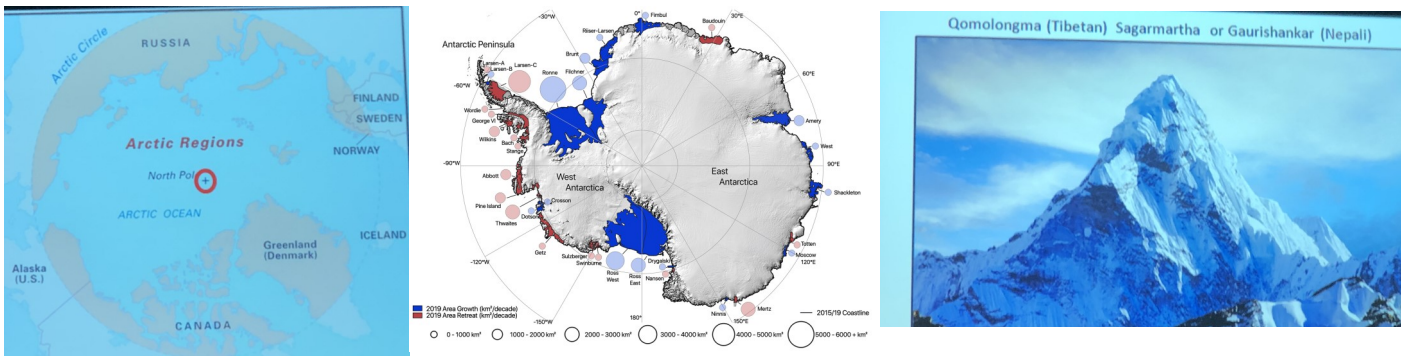 Arctic Circle
RUSSIA
FINLAND
SWEDEN
NORWAY
Arctic Regions
North Pol
ARCTIC OCEAN
ICELAND
Greenland
(Denmark)
Alaska
(U.S.)
CANADA
-30°
0°
Fimbul
30°E
Baudouin
Riiser-Larsen
Antarctic Peninsula
Brunt
Larsen-A
Larsen-B
Larsen-C
Ronne
Filchner
60°E
-60°
Wordie
George VI
Wilkins
Bach
Stange
Amery
West
-90°
90°E
West
Antarctica
East
Antarctica
Abbott
Shackleton
Pine Island
Crosson
Thwaites
Dotson
Getz
Sulzberger
Swinburne
Ross
West
Ross
East
Drygalski
Nansen
Totten
Moscow
120°E
-120°
Ninnis
Mertz
-150°
180°
150°E
2019 Area Growth (km²/decade)
2019 Area Retreat (km²/decade)
2015/19 Coastline
0 - 1000 km²
1000 - 2000 km²
2000 - 3000 km²
3000 - 4000 km²
4000 - 5000 km²
5000 - 6000 + km²
Qomolongma (Tibetan) Sagarmartha or Gaurishankar (Nepali)